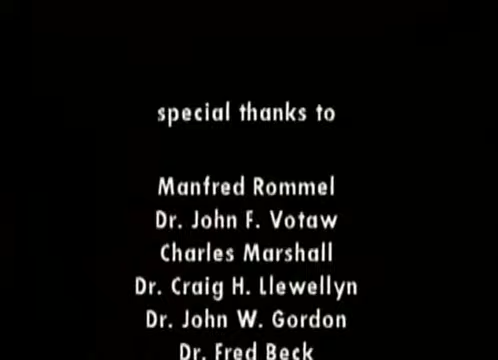 special thanks to
Manfred Rommel
Dr. John F. Votaw
Charles Marshall
Dr. Craig H. Llewellyn
Dr. John W. Gordon
Dr. Fred Beck